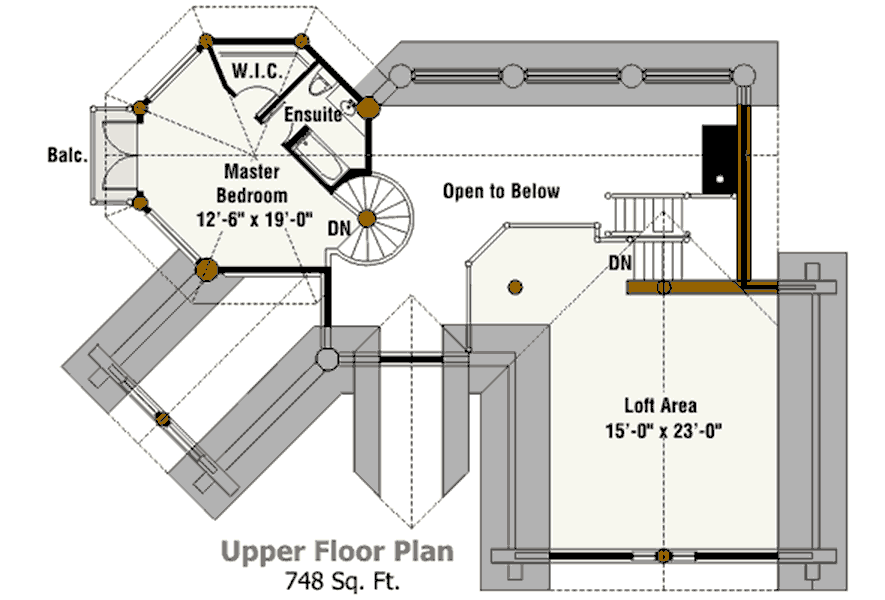 W.I.C.
Ensuite
Balc.
Master
Bedroom
12'-6" x 19'-0"
DN
Open to Below
DN
Loft Area
15'-0" x 23'-0"
Upper Floor Plan
748 Sq. Ft.